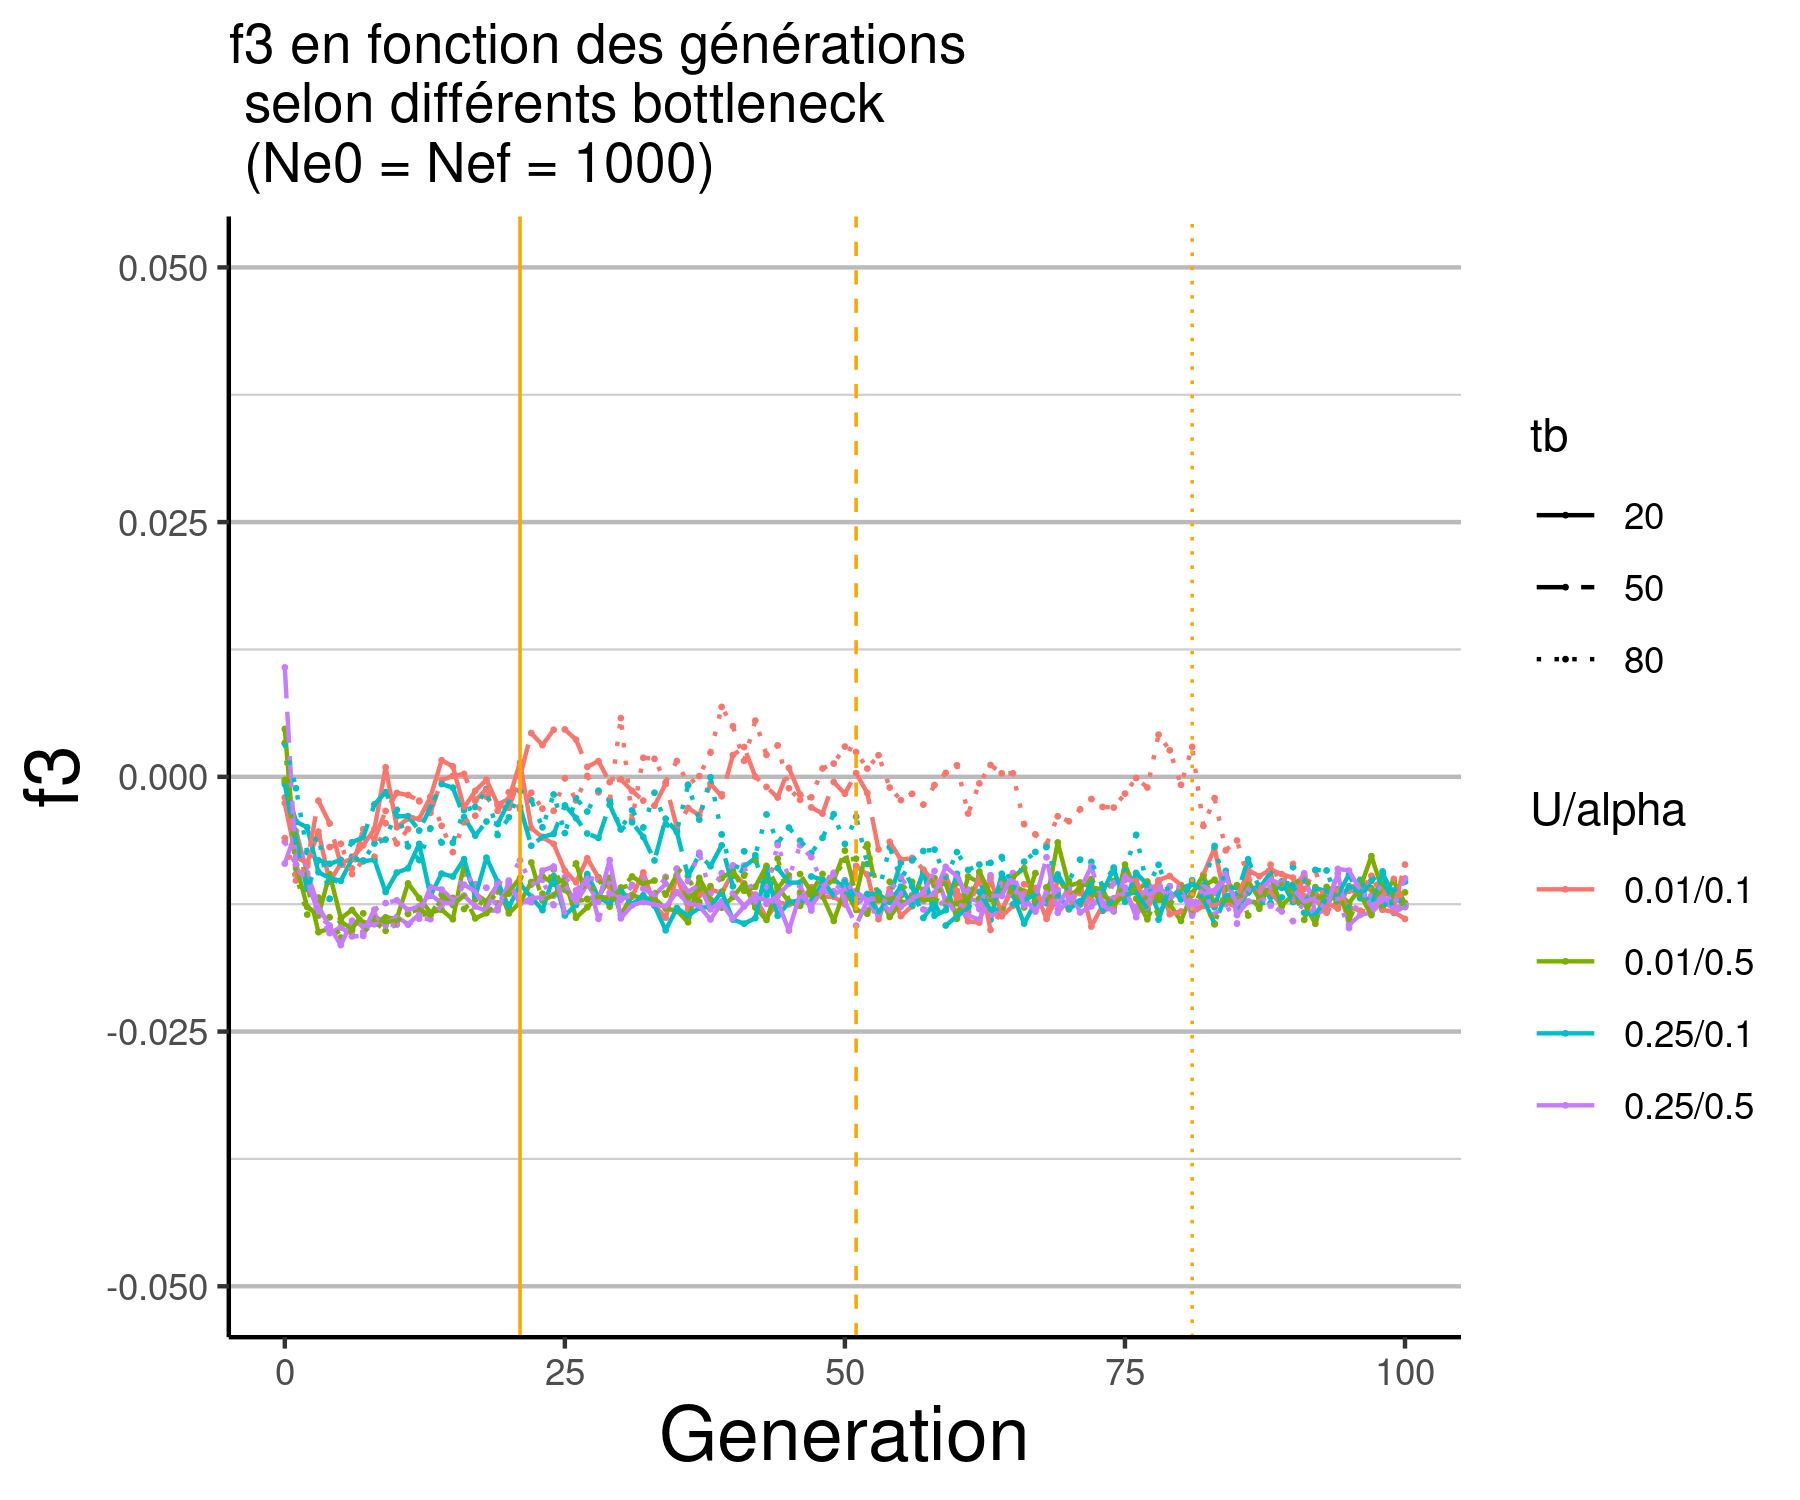 f3 en fonction des générations
selon différents bottleneck
(Ne0 = Nef = 1000)
f3
0.050
0.025
0.000
-0.025
-0.050
0
25
50
75
100
Generation
tb
20
50
80
U/alpha
0.01/0.1
0.01/0.5
0.25/0.1
0.25/0.5